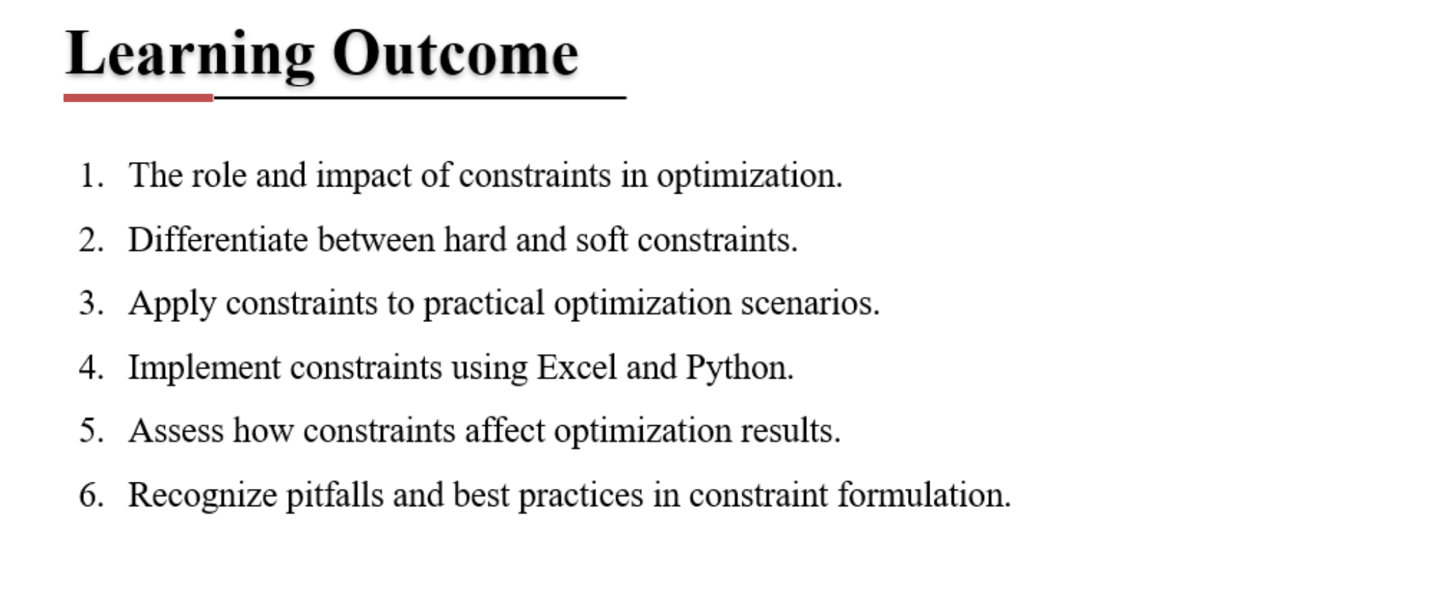 Learning Outcome
1. The role and impact of constraints in optimization.
2. Differentiate between hard and soft constraints.
3. Apply constraints to practical optimization scenarios.
4. Implement constraints using Excel and Python.
5. Assess how constraints affect optimization results.
6. Recognize pitfalls and best practices in constraint formulation.